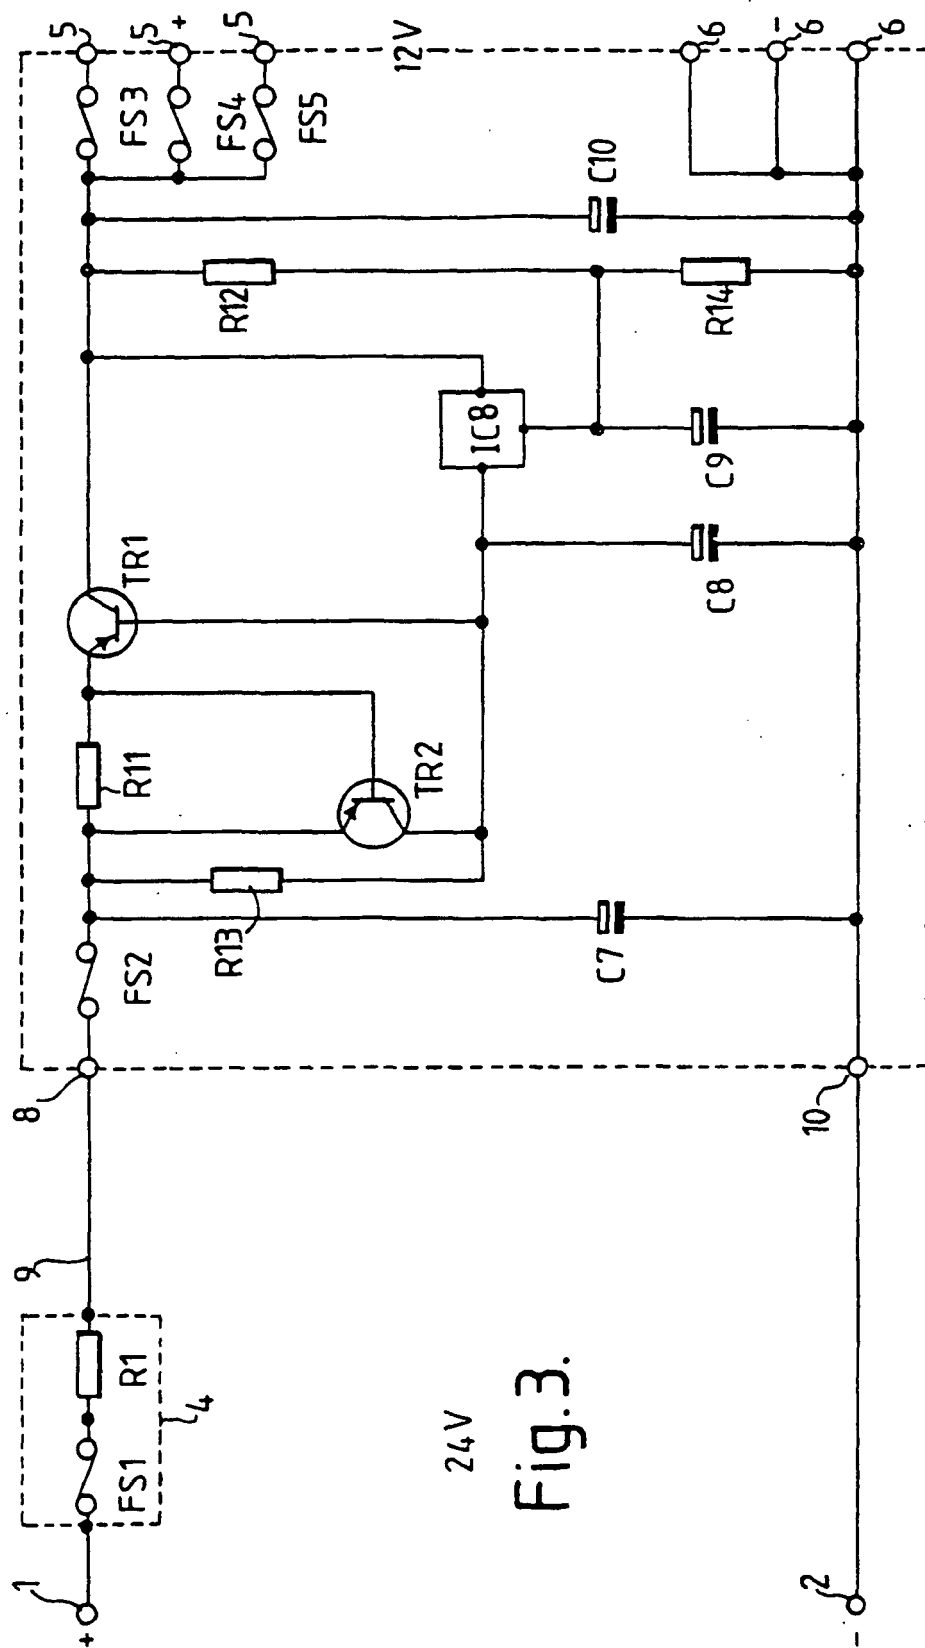 +
1
FS1
R1
4
9
8
FS2
R13
R11
TR2
TR1
R12
FS3
FS4
FS5
5
5
+
5
12V
IC8
C7
C8
C9
C10
R14
6
6
-
6
10
2
-
24V
Fig.3.